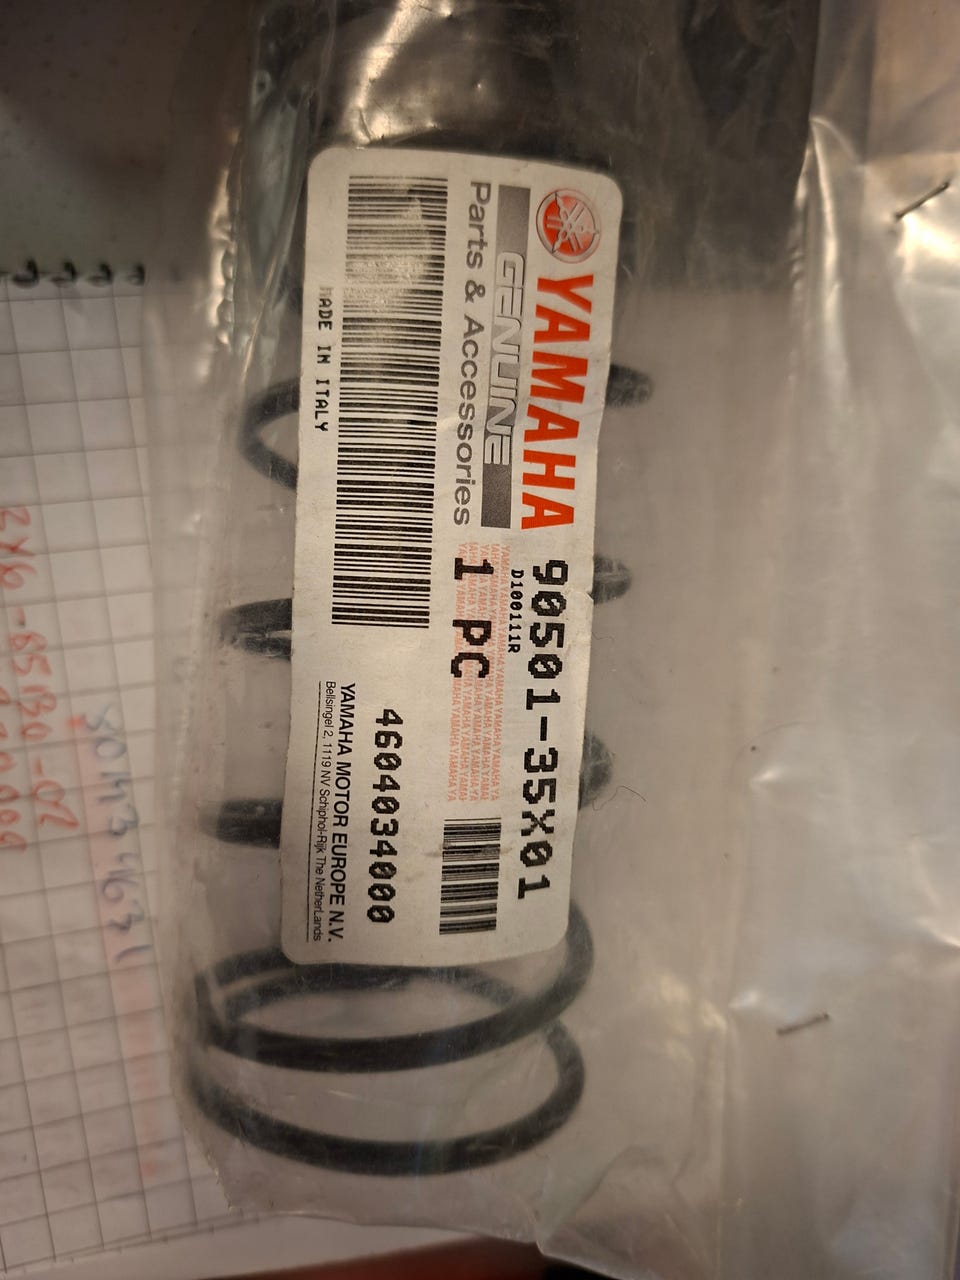 YAMAHA
GENUINE
Parts & Accessories
90501-35X01
D100111R
1 PC
4604034000
MADE IN ITALY
YAMAHA MOTOR EUROPE N.V.
Bellsingel 2, 1119 NV Schiphol-Rijk The NetherLands